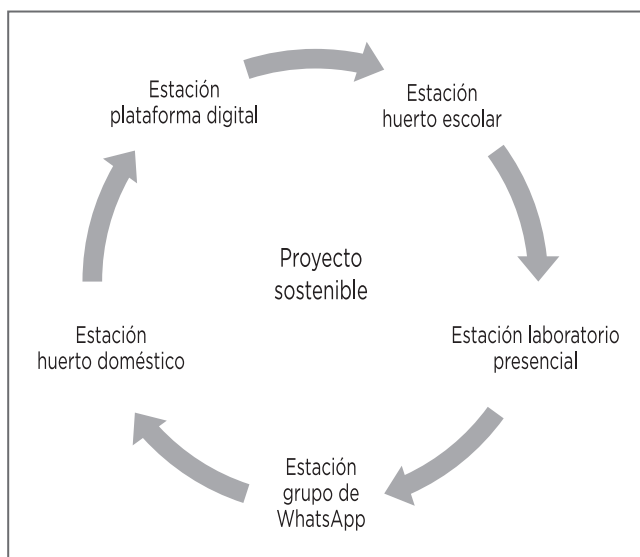 Estación
plataforma digital
Estación
huerto escolar
Proyecto
sostenible
Estación
huerto doméstico
Estación laboratorio
presencial
Estación
grupo de
WhatsApp